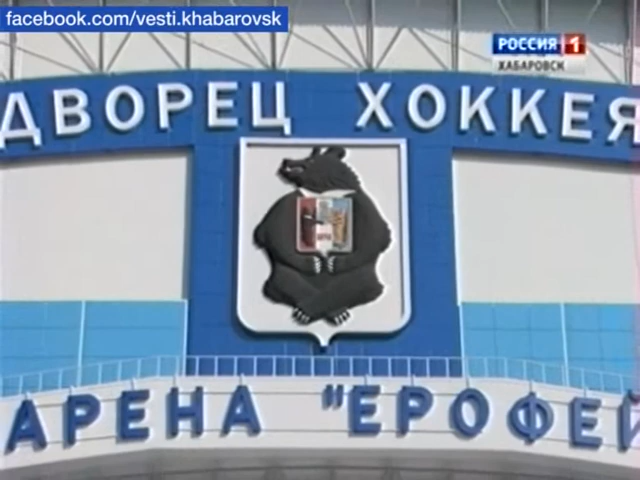 facebook.com/vesti.khabarovsk
РОССИЯ 1
ХАБАРОВСК
ДВОРЕЦ ХОККЕЯ
АРЕНА "ЕРОФЕЙ